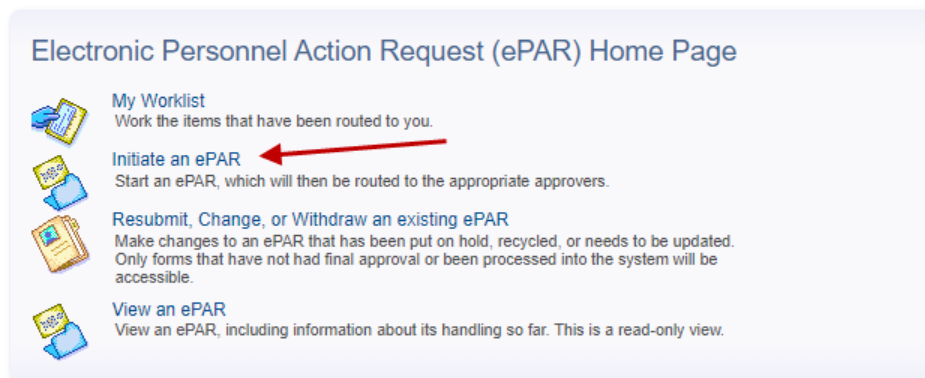 Electronic Personnel Action Request (ePAR) Home Page
My Worklist
Work the items that have been routed to you.
Initiate an ePAR
Start an ePAR, which will then be routed to the appropriate approvers.
Resubmit, Change, or Withdraw an existing ePAR
Make changes to an ePAR that has been put on hold, recycled, or needs to be updated.
Only forms that have not had final approval or been processed into the system will be
accessible.
View an ePAR
View an ePAR, including information about its handling so far. This is a read-only view.